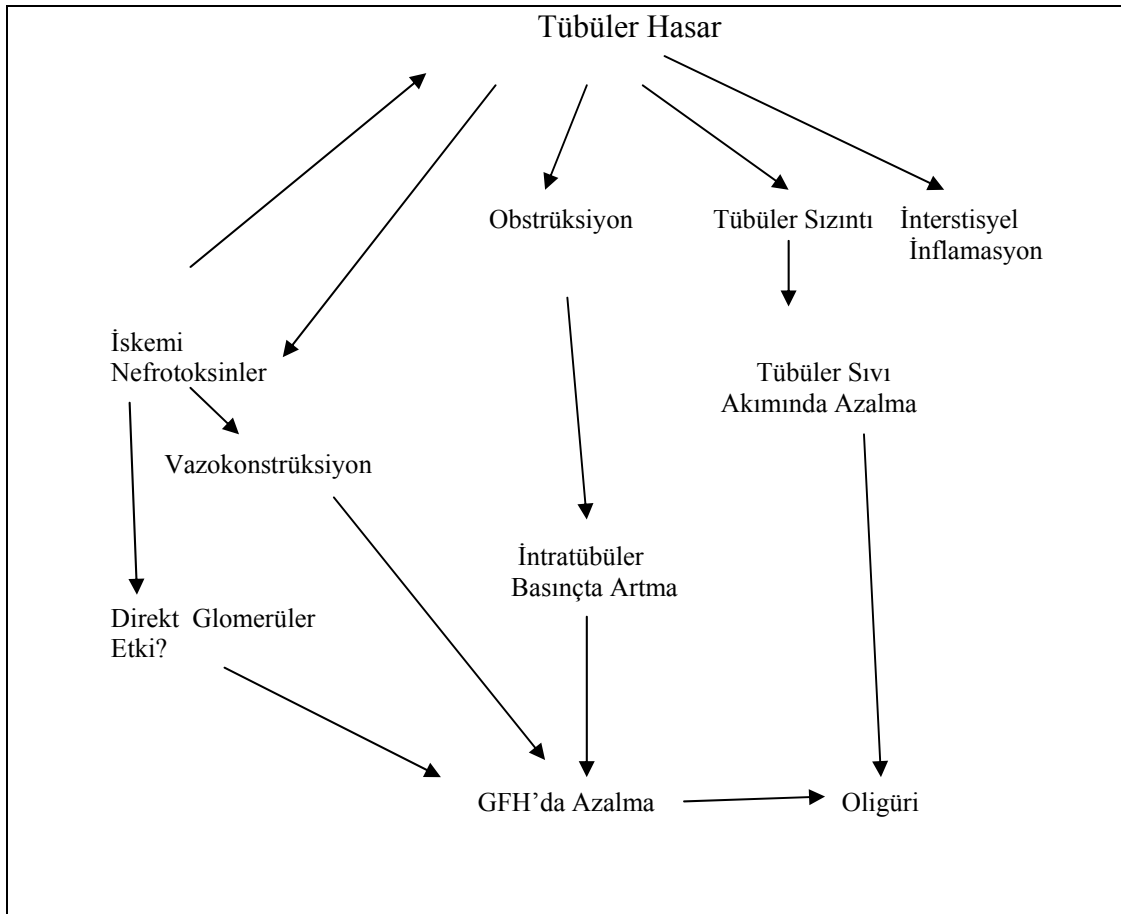 Tübüler Hasar
Obstrüksiyon
Tübüler Sızıntı
İnterstisyel
İnflamasyon
İskemi
Nefrotoksinler
Tübüler Sıvı
Akımında Azalma
Vazokonstrüksiyon
İntratübüler
Basınçta Artma
Direkt Glomerüler
Etki?
GFH’da Azalma
Oligüri